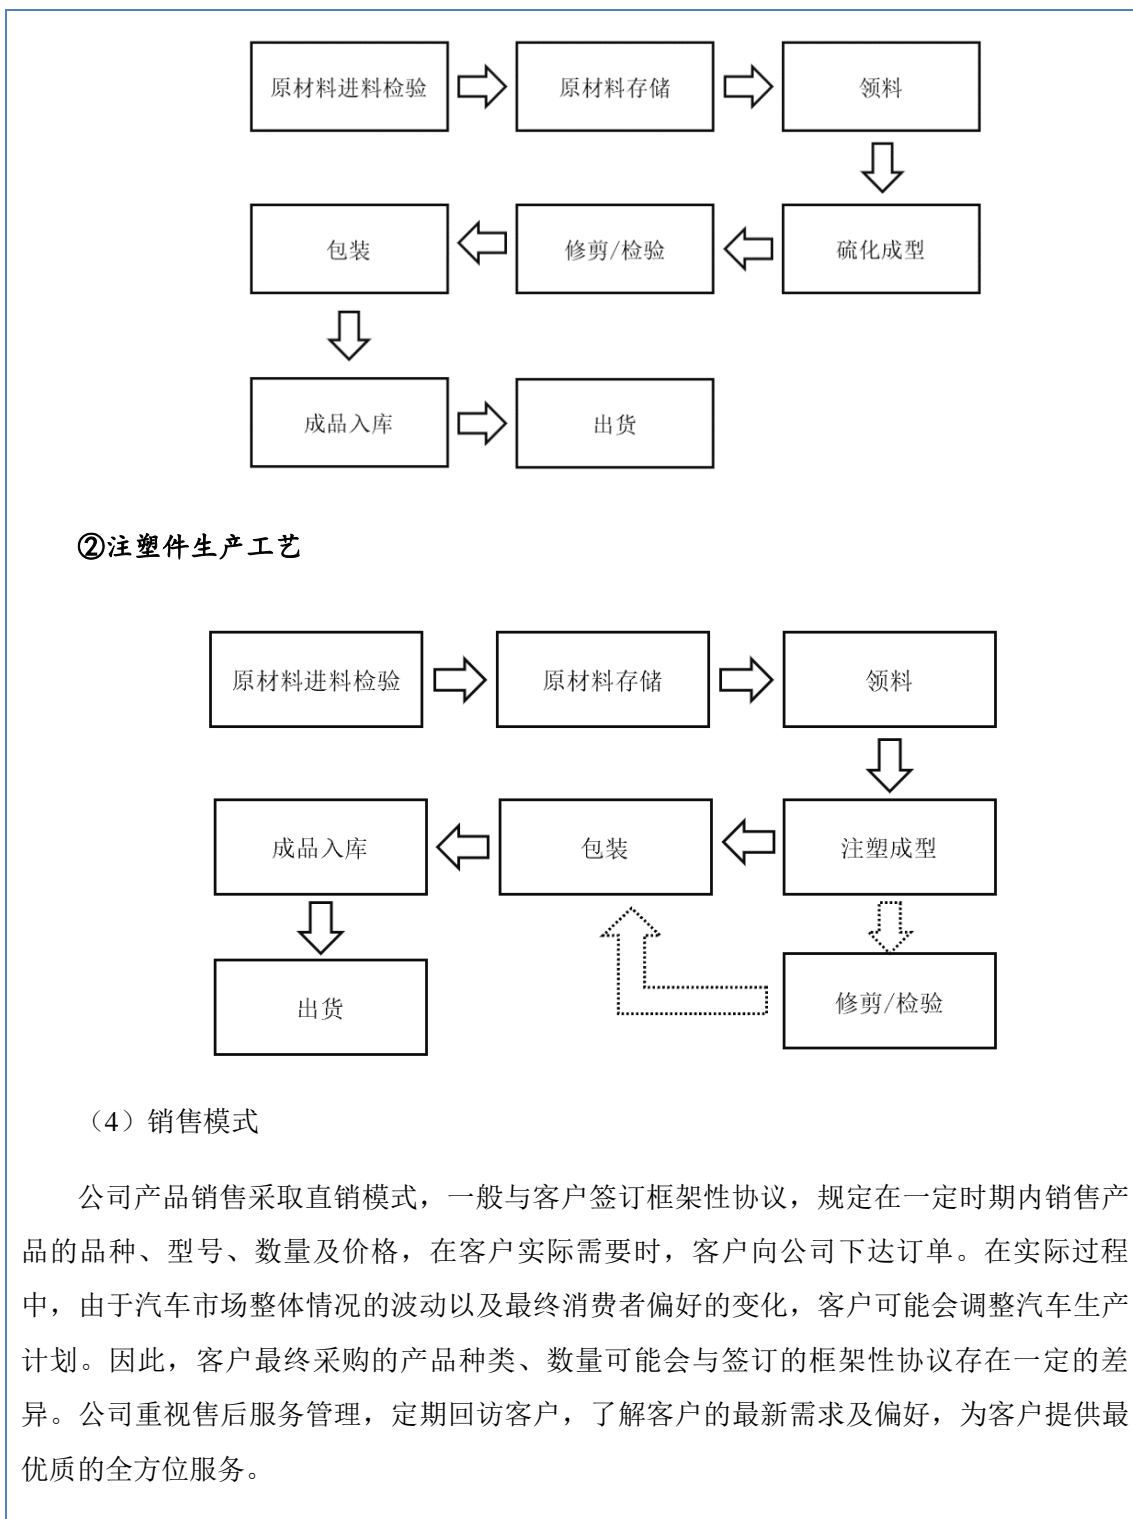 原材料进料检验
原材料存储
领料
硫化成型
修剪/检验
包装
成品入库
出货
②注塑件生产工艺
原材料进料检验
原材料存储
领料
注塑成型
包装
成品入库
修剪/检验
出货
（4）销售模式
公司产品销售采取直销模式，一般与客户签订框架性协议，规定在一定时期内销售产
品的品种、型号、数量及价格，在客户实际需要时，客户向公司下达订单。在实际过程
中，由于汽车市场整体情况的波动以及最终消费者偏好的变化，客户可能会调整汽车生产
计划。因此，客户最终采购的产品种类、数量可能会与签订的框架性协议存在一定的差
异。公司重视售后服务管理，定期回访客户，了解客户的最新需求及偏好，为客户提供最
优质的全方位服务。